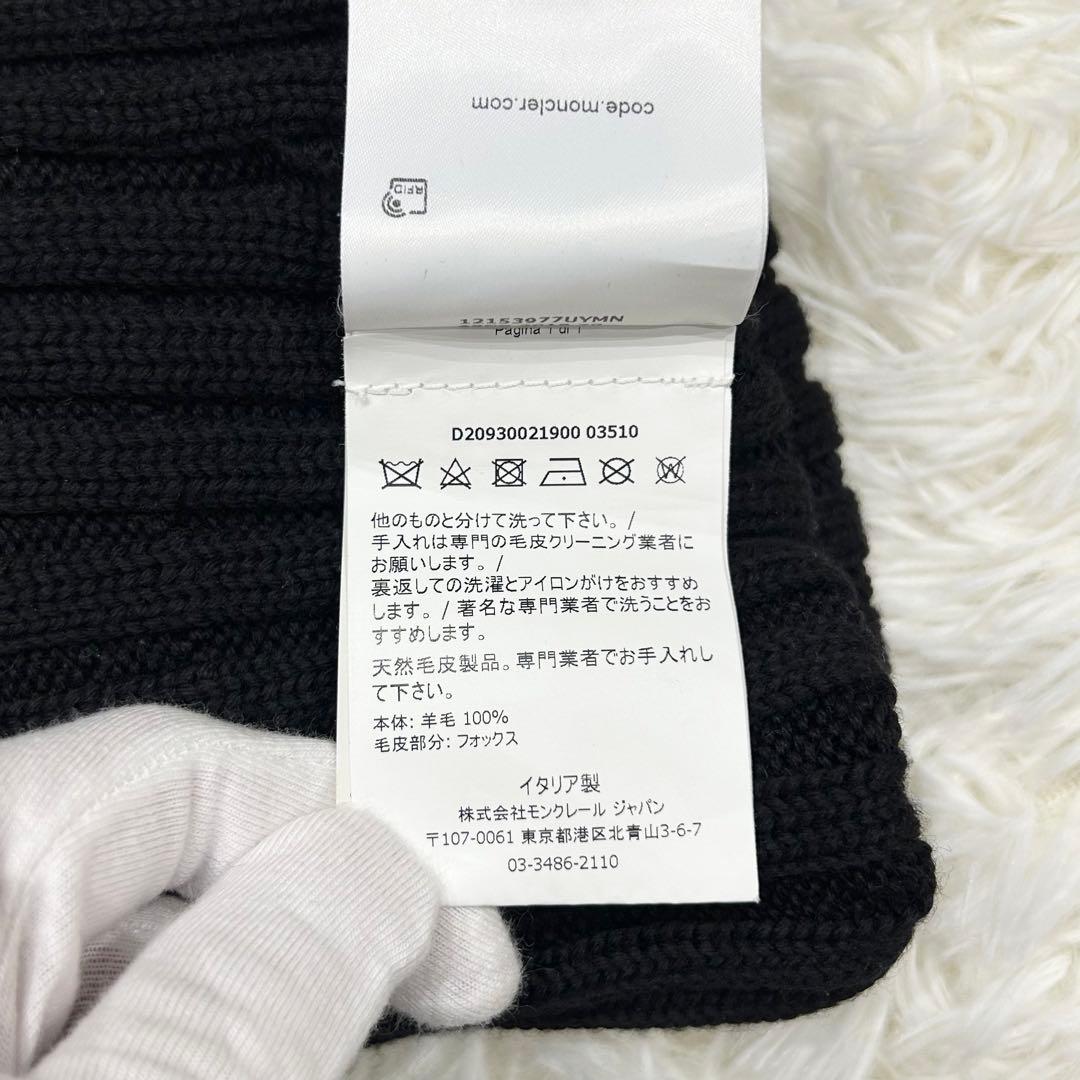 code.moncler.com
RFID
12153977UYMN
Pagina 1 di 1
D20930021900 03510
他のものと分けて洗って下さい。/
手入れは専門の毛皮クリーニング業者に
お願いします。/
裏返しての洗濯とアイロンがけをおすすめ
します。/ 著名な専門業者で洗うことをお
すすめします。
天然毛皮製品。専門業者でお手入れし
て下さい。
本体: 羊毛 100%
毛皮部分: フォックス
イタリア製
株式会社モンクレール ジャパン
〒107-0061 東京都港区北青山3-6-7
03-3486-2110